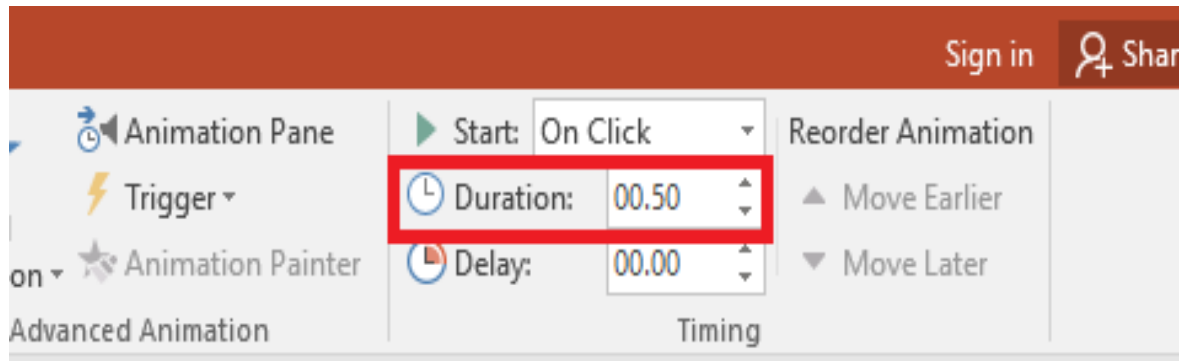 Sign in Shar
Animation Pane Start: On Click Reorder Animation
Trigger Duration: 00.50 Move Earlier
on Animation Painter Delay: 00.00 Move Later
Advanced Animation Timing